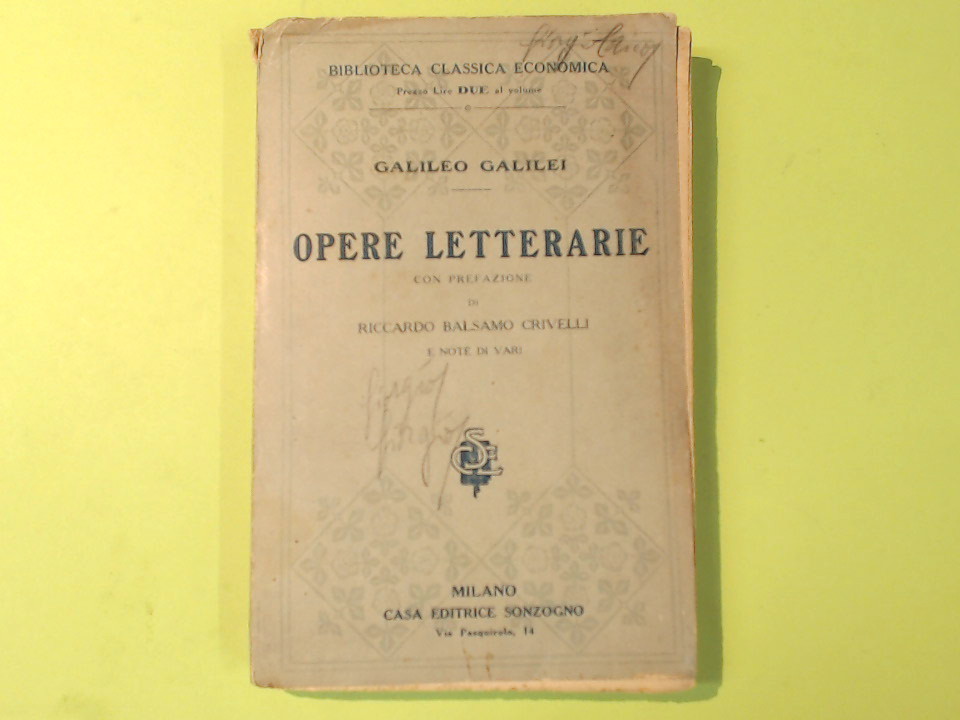 BIBLIOTECA CLASSICA ECONOMICA
Prezzo Lire DUE al volume
GALILEO GALILEI
OPERE LETTERARIE
CON PREFAZIONE
DI
RICCARDO BALSAMO CRIVELLI
E NOTE DI VARI
MILANO
CASA EDITRICE SONZOGNO
Via Pasquirolo, 14